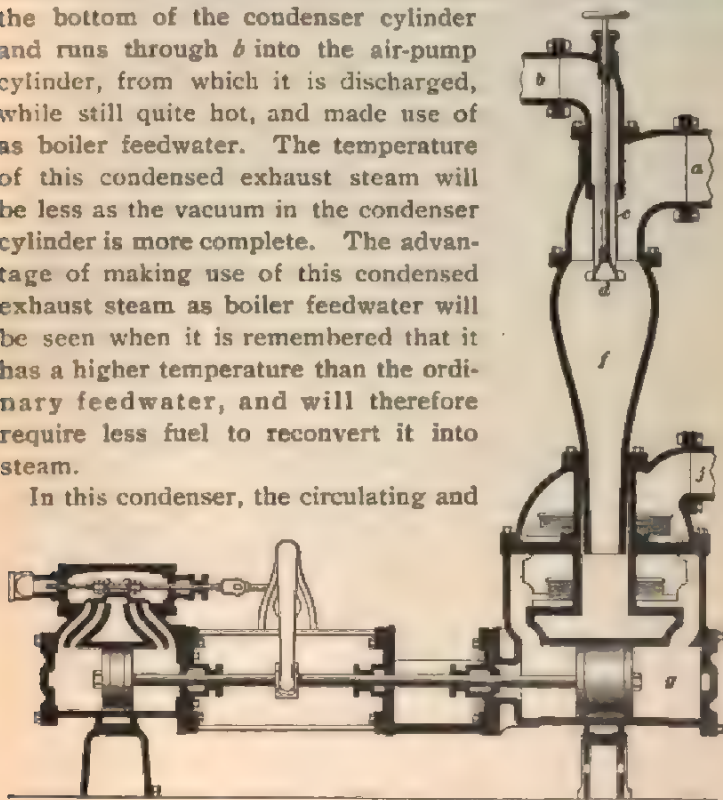 the bottom of the condenser cylinder
and runs through b into the air-pump
cylinder, from which it is discharged,
while still quite hot, and made use of
as boiler feedwater. The temperature
of this condensed exhaust steam will
be less as the vacuum in the condenser
cylinder is more complete. The advan-
tage of making use of this condensed
exhaust steam as boiler feedwater will
be seen when it is remembered that it
has a higher temperature than the ordi-
nary feedwater, and will therefore
require less fuel to reconvert it into
steam.
In this condenser, the circulating and
b
a
c
d
f
j
g